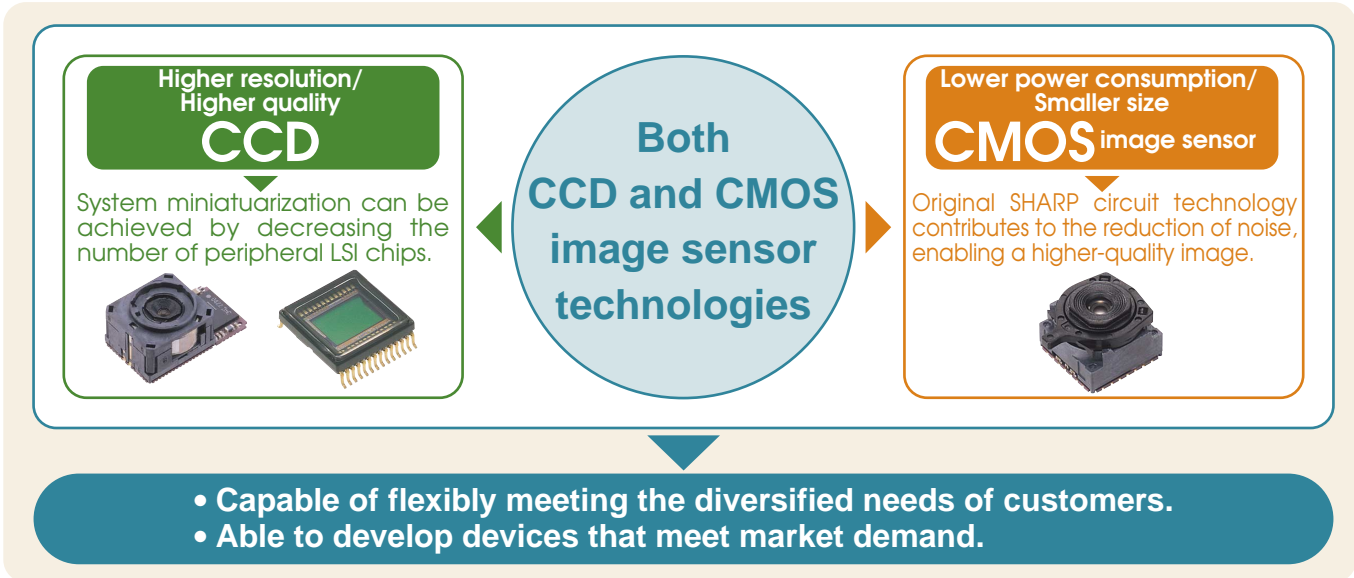 Higher resolution/
Higher quality
CCD
System miniatuarization can be
achieved by decreasing the
number of peripheral LSI chips.
Both
CCD and CMOS
image sensor
technologies
Lower power consumption/
Smaller size
CMOS image sensor
Original SHARP circuit technology
contributes to the reduction of noise,
enabling a higher-quality image.
• Capable of flexibly meeting the diversified needs of customers.
• Able to develop devices that meet market demand.